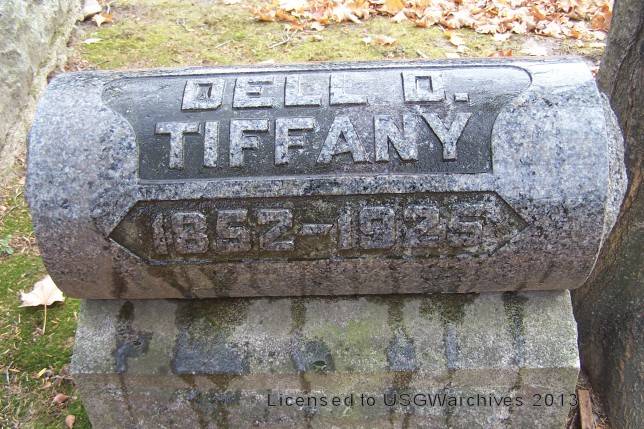 DELL D.
TIFFANY
1852-1925
Licensed to USGWarchives 2013